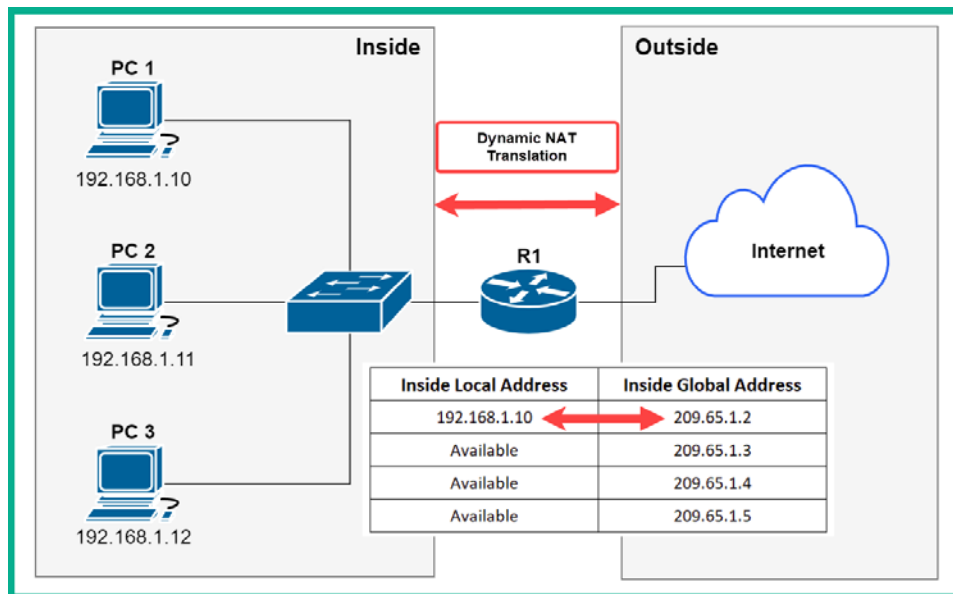 Inside
Outside
PC 1
192.168.1.10
Dynamic NAT
Translation
PC 2
192.168.1.11
R1
Internet
PC 3
192.168.1.12
Inside Local Address Inside Global Address
192.168.1.10 209.65.1.2
Available 209.65.1.3
Available 209.65.1.4
Available 209.65.1.5